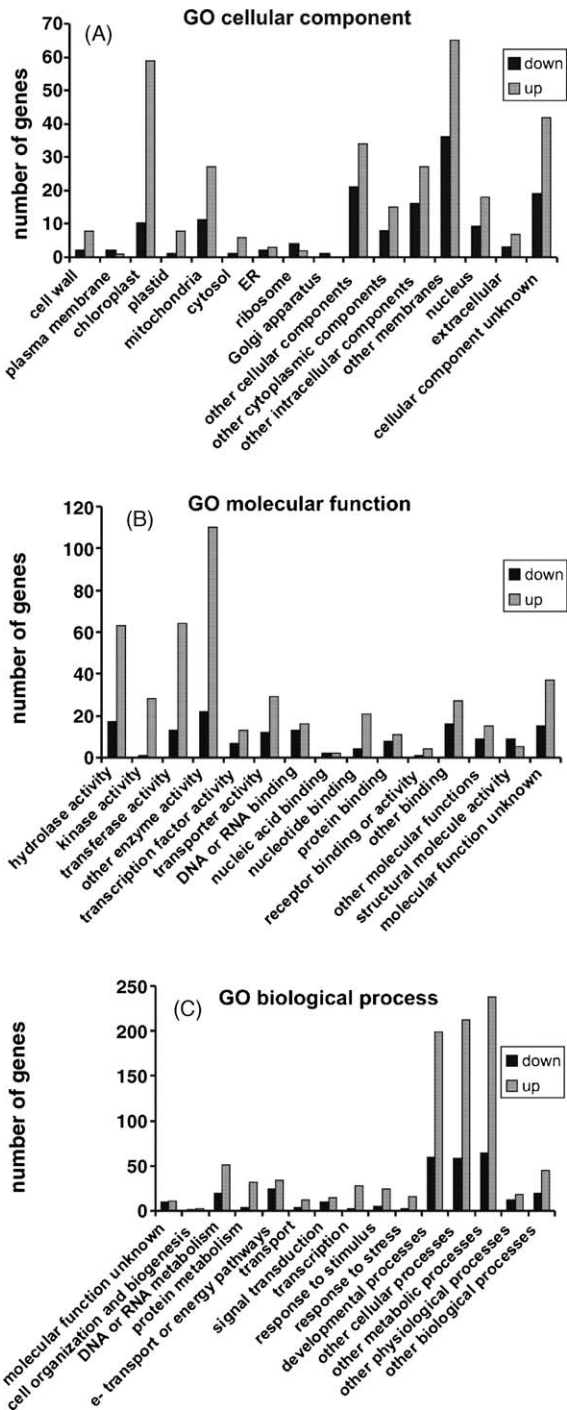 GO cellular component
(A)
number of genes
70
60
50
40
30
20
10
0
down
up
cell wall
plasma membrane
chloroplast
plastid
mitochondria
cytosol
ER
ribosome
Golgi apparatus
other cellular components
other cytoplasmic components
other intracellular components
other membranes
nucleus
extracellular
cellular component unknown
GO molecular function
(B)
number of genes
120
100
80
60
40
20
0
down
up
hydrolase activity
kinase activity
transferase activity
other enzyme activity
transcription factor activity
transporter activity
DNA or RNA binding
nucleic acid binding
nucleotide binding
protein binding
receptor binding or activity
other binding
other molecular functions
structural molecule activity
molecular function unknown
GO biological process
(C)
number of genes
250
200
150
100
50
0
down
up
molecular function unknown
cell organization and biogenesis
DNA or RNA metabolism
protein metabolism
e- transport or energy pathways
transport
signal transduction
transcription
response to stimulus
response to stress
developmental processes
other cellular processes
other metabolic processes
other physiological processes
other biological processes